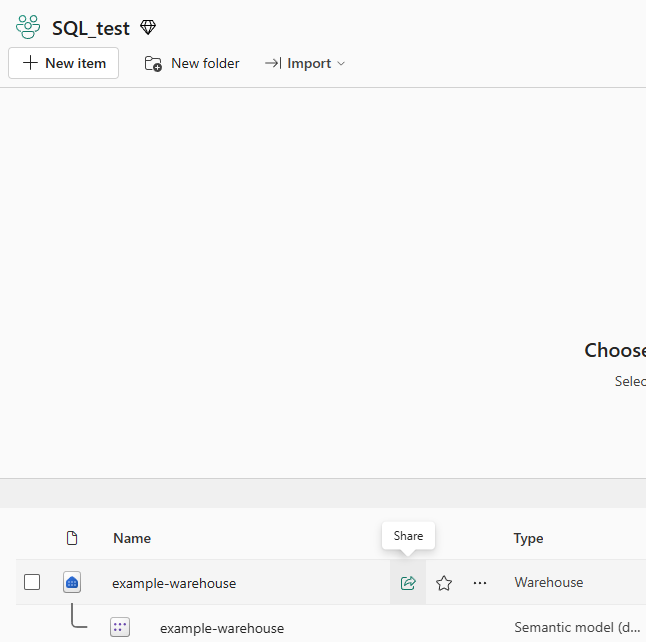 SQL_test
New item
New folder
Import
Choose
Selec
Name
Share
Type
example-warehouse
Warehouse
example-warehouse
Semantic model (d...